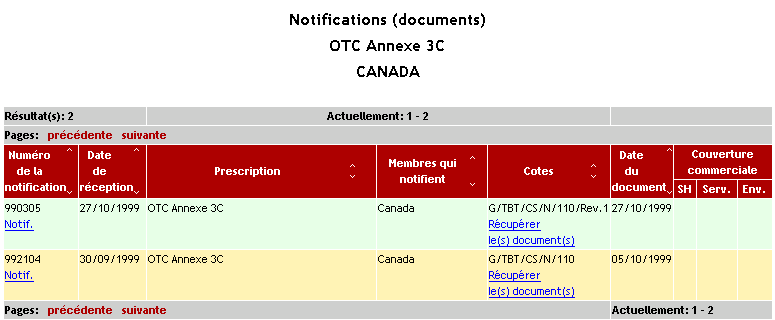 Notifications (documents)
OTC Annexe 3C
CANADA
Résultat(s): 2 Actuellement: 1 - 2
Pages: précédente suivante
Numéro de la notification Date de réception Prescription Membres qui notifient Cotes Date du document Couverture commerciale
SH Serv. Env.
990305 27/10/1999 OTC Annexe 3C Canada G/TBT/CS/N/110/Rev.1 27/10/1999
Notif. Récupérer
le(s) document(s)
992104 30/09/1999 OTC Annexe 3C Canada G/TBT/CS/N/110 05/10/1999
Notif. Récupérer
le(s) document(s)
Pages: précédente suivante Actuellement: 1 - 2